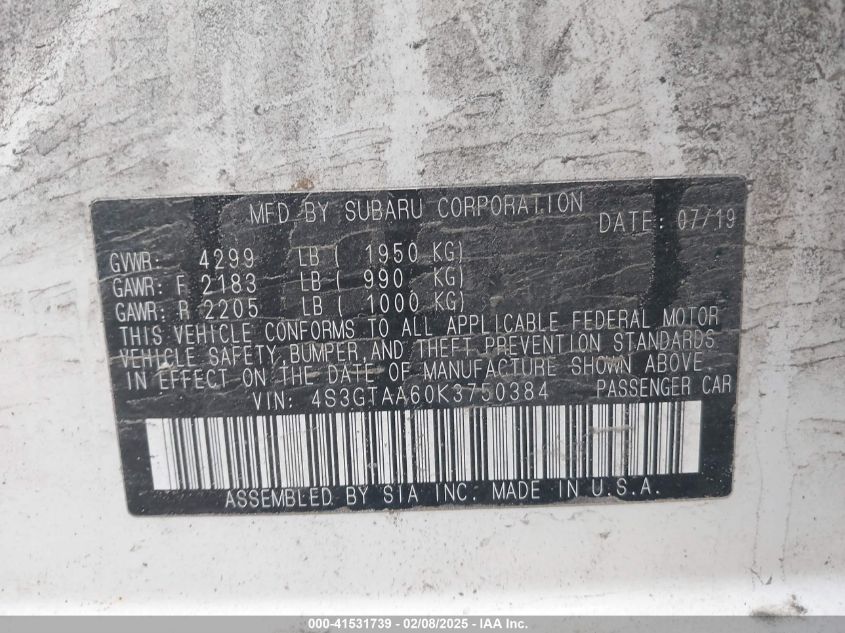 MFD BY SUBARU CORPORATION DATE: 07/19
GVWR: 4299 LB ( 1950 KG)
GAWR: F 2183 LB ( 990 KG)
GAWR: R 2205 LB ( 1000 KG)
THIS VEHICLE CONFORMS TO ALL APPLICABLE FEDERAL MOTOR
VEHICLE SAFETY, BUMPER, AND THEFT PREVENTION STANDARDS
IN EFFECT ON THE DATE OF MANUFACTURE SHOWN ABOVE.
VIN: 4S3GTAA60K3750384 PASSENGER CAR
ASSEMBLED BY SIA INC. MADE IN U.S.A.
000-41531739 - 02/08/2025 - IAA Inc.